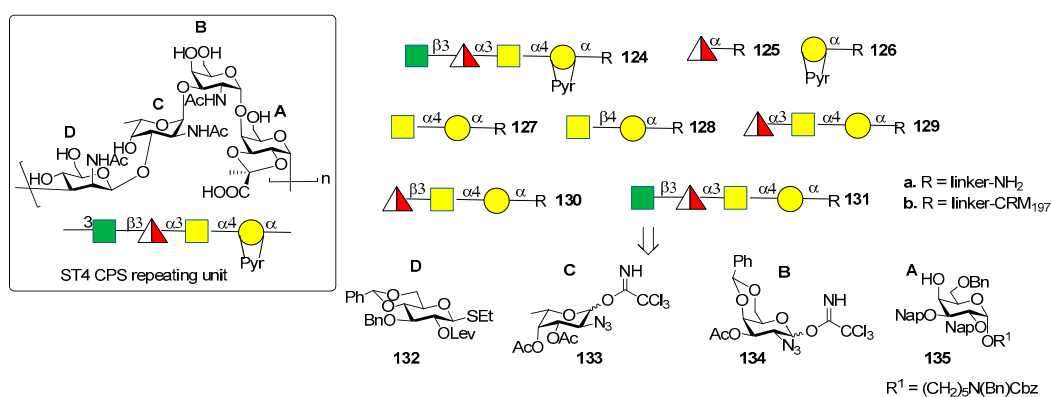 B
HOOH
O
AcHN
O
A
C
O
HO
O
D
HO
NHAc
O
O
HO
NHAc
HO
HO
O
O
O
O
HOOC
O
n
3 β3 α3 α4 α
Pyr
ST4 CPS repeating unit
β3 α3 α4 α R 124
Pyr
α R 125
α R 126
Pyr
α4 α R 127
β4 α R 128
α3 α4 α R 129
β3 α4 α R 130
β3 α3 α4 α R 131
a. R = linker-NH2
b. R = linker-CRM197
D
Ph O O
BnO
O
SEt
OLev
132
C
NH
O CCl3
O
N3
AcO OAc
133
Ph
B
O
O
NH
O
AcO
N3
O CCl3
134
A
HO OBn
O
NapO
NapO
OR1
135
R1 = (CH2)5N(Bn)Cbz